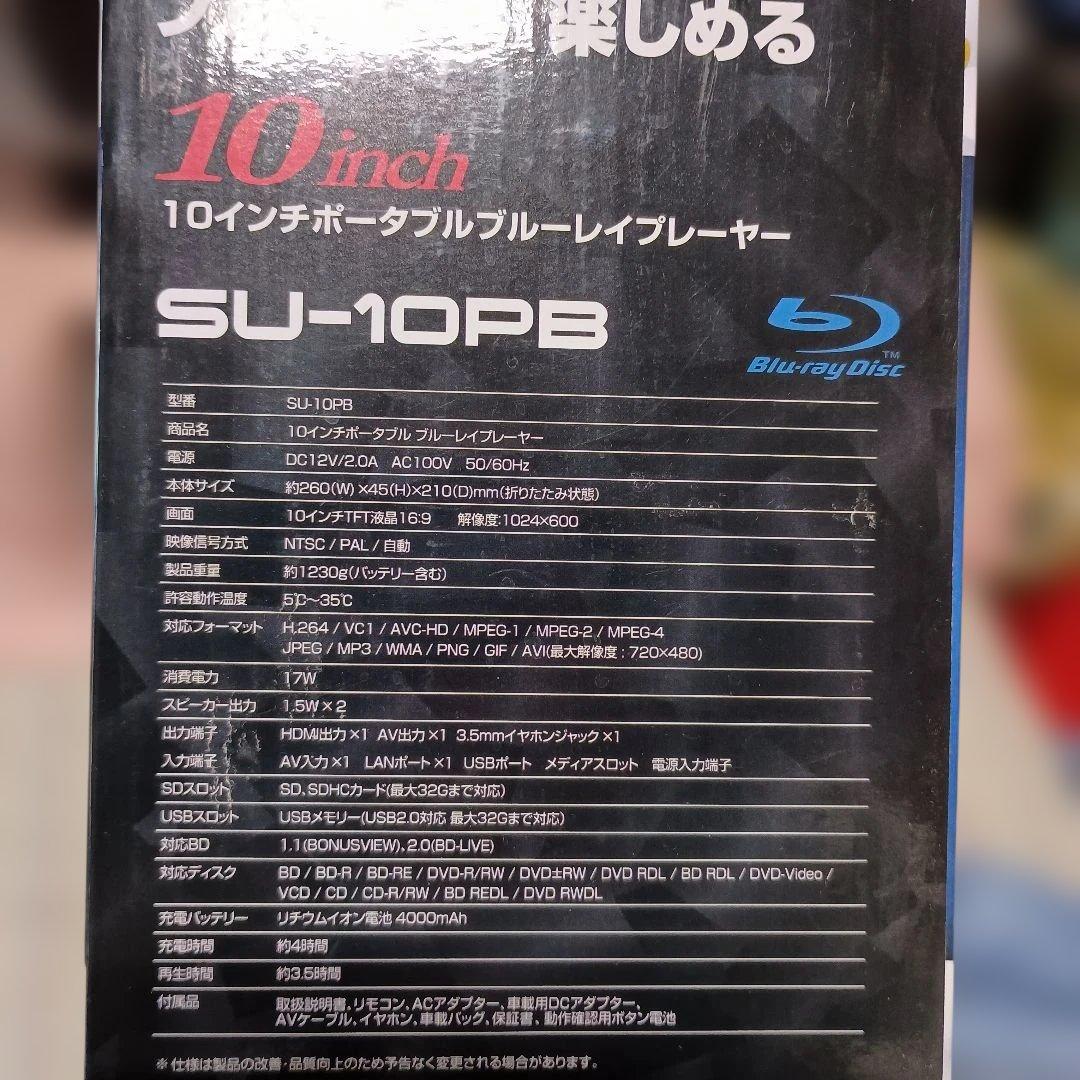 楽しめる
10 inch
10インチポータブルブルーレイプレーヤー
SU-10PB
Blu-ray Disc TM
型番 SU-10PB
商品名 10インチポータブル ブルーレイプレーヤー
電源 DC12V/2.0A AC100V 50/60Hz
本体サイズ 約260(W)×45(H)×210(D)mm(折りたたみ状態)
画面 10インチTFT液晶16:9 解像度:1024×600
映像信号方式 NTSC / PAL / 自動
製品重量 約1230g(バッテリー含む)
許容動作温度 5℃~35℃
対応フォーマット H.264 / VC1 / AVC-HD / MPEG-1 / MPEG-2 / MPEG-4
JPEG / MP3 / WMA / PNG / GIF / AVI(最大解像度 : 720×480)
消費電力 17W
スピーカー出力 1.5W×2
出力端子 HDMI出力×1 AV出力×1 3.5mmイヤホンジャック×1
入力端子 AV入力×1 LANポート×1 USBポート メディアスロット 電源入力端子
SDスロット SD、SDHCカード(最大32Gまで対応)
USBスロット USBメモリー(USB2.0対応 最大32Gまで対応)
対応BD 1.1(BONUSVIEW)、2.0(BD-LIVE)
対応ディスク BD / BD-R / BD-RE / DVD-R/RW / DVD±RW / DVD RDL / BD RDL / DVD-Video /
VCD / CD / CD-R/RW / BD REDL / DVD RWDL
充電バッテリー リチウムイオン電池 4000mAh
充電時間 約4時間
再生時間 約3.5時間
付属品 取扱説明書、リモコン、ACアダプター、車載用DCアダプター、
AVケーブル、イヤホン、車載バッグ、保証書、動作確認用ボタン電池
※仕様は製品の改善・品質向上のため予告なく変更される場合があります。